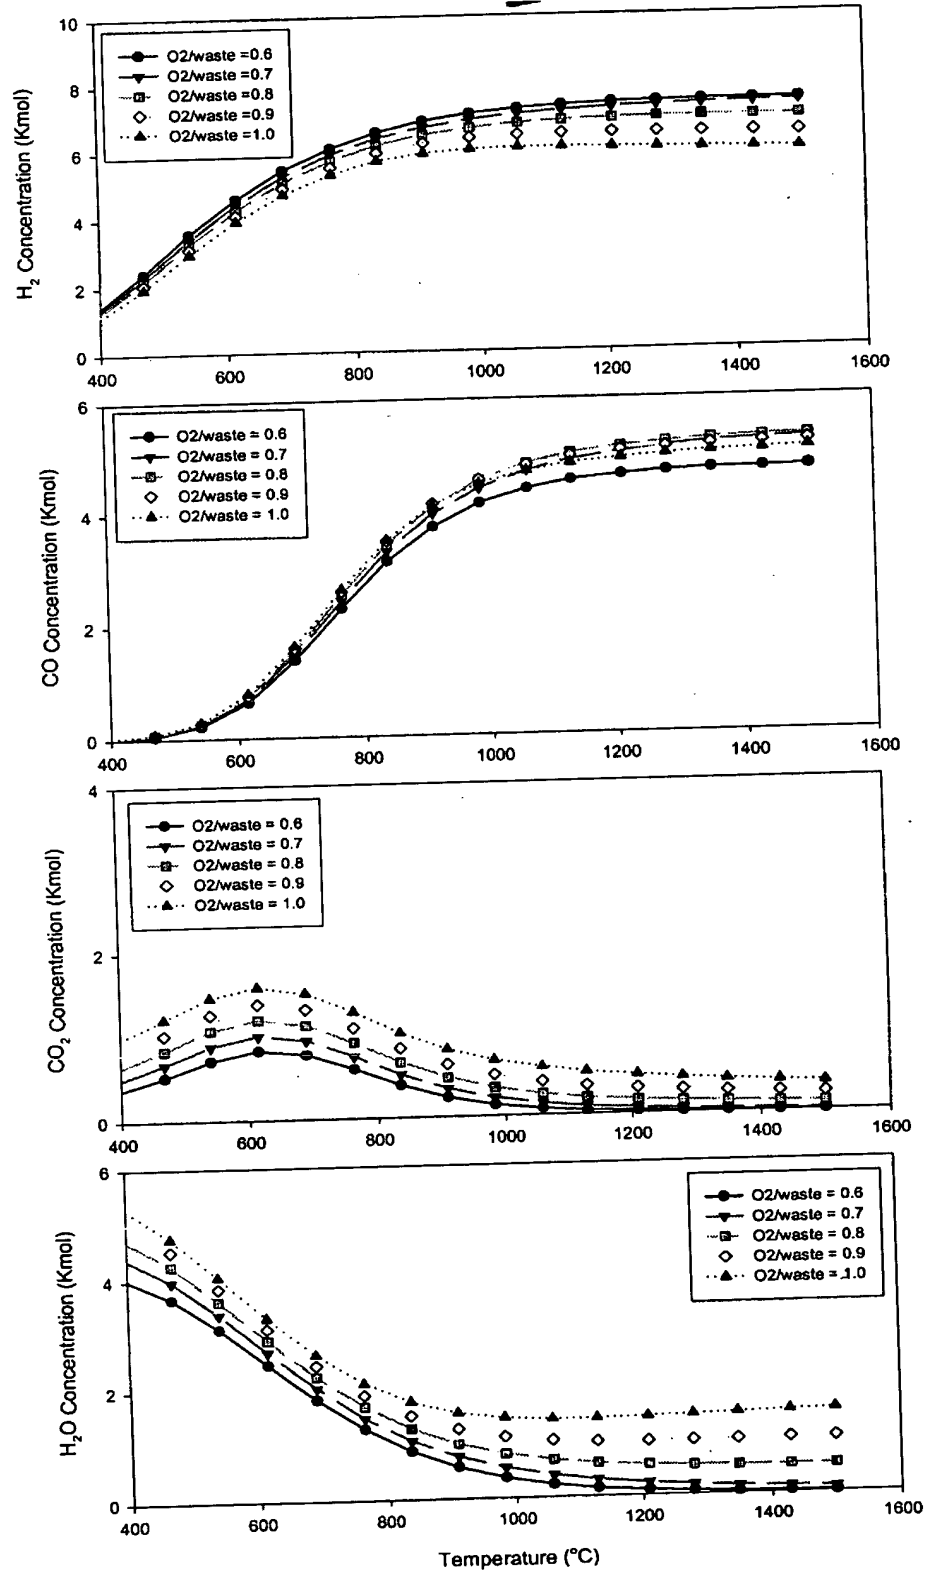 10
8
6
4
2
0
H2 Concentration (Kmol)
O2/waste =0.6
O2/waste =0.7
O2/waste =0.8
O2/waste =0.9
O2/waste =1.0
400 600 800 1000 1200 1400 1600
6
4
2
0
CO Concentration (Kmol)
O2/waste = 0.6
O2/waste = 0.7
O2/waste = 0.8
O2/waste = 0.9
O2/waste = 1.0
400 600 800 1000 1200 1400 1600
4
2
0
CO2 Concentration (Kmol)
O2/waste = 0.6
O2/waste = 0.7
O2/waste = 0.8
O2/waste = 0.9
O2/waste = 1.0
400 600 800 1000 1200 1400 1600
6
4
2
0
H2O Concentration (Kmol)
O2/waste = 0.6
O2/waste = 0.7
O2/waste = 0.8
O2/waste = 0.9
O2/waste = 1.0
400 600 800 1000 1200 1400 1600
Temperature (°C)